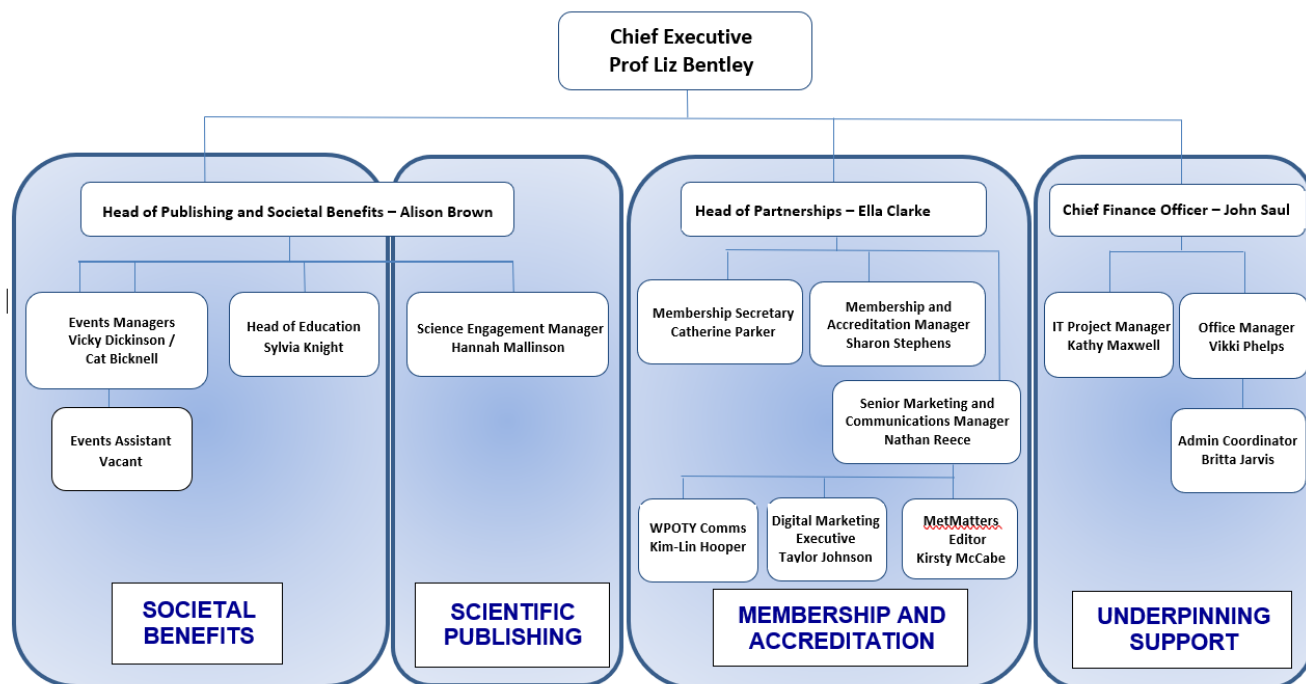 Chief Executive
Prof Liz Bentley
Head of Publishing and Societal Benefits – Alison Brown
Head of Partnerships – Ella Clarke
Chief Finance Officer – John Saul
Events Managers
Vicky Dickinson /
Cat Bicknell
Head of Education
Sylvia Knight
Science Engagement Manager
Hannah Mallinson
Membership Secretary
Catherine Parker
Membership and
Accreditation Manager
Sharon Stephens
IT Project Manager
Kathy Maxwell
Office Manager
Vikki Phelps
Events Assistant
Vacant
Senior Marketing and
Communications Manager
Nathan Reece
Admin Coordinator
Britta Jarvis
WPOTY Comms
Kim-Lin Hooper
Digital Marketing
Executive
Taylor Johnson
MetMatters
Editor
Kirsty McCabe
SOCIETAL
BENEFITS
SCIENTIFIC
PUBLISHING
MEMBERSHIP AND
ACCREDITATION
UNDERPINNING
SUPPORT